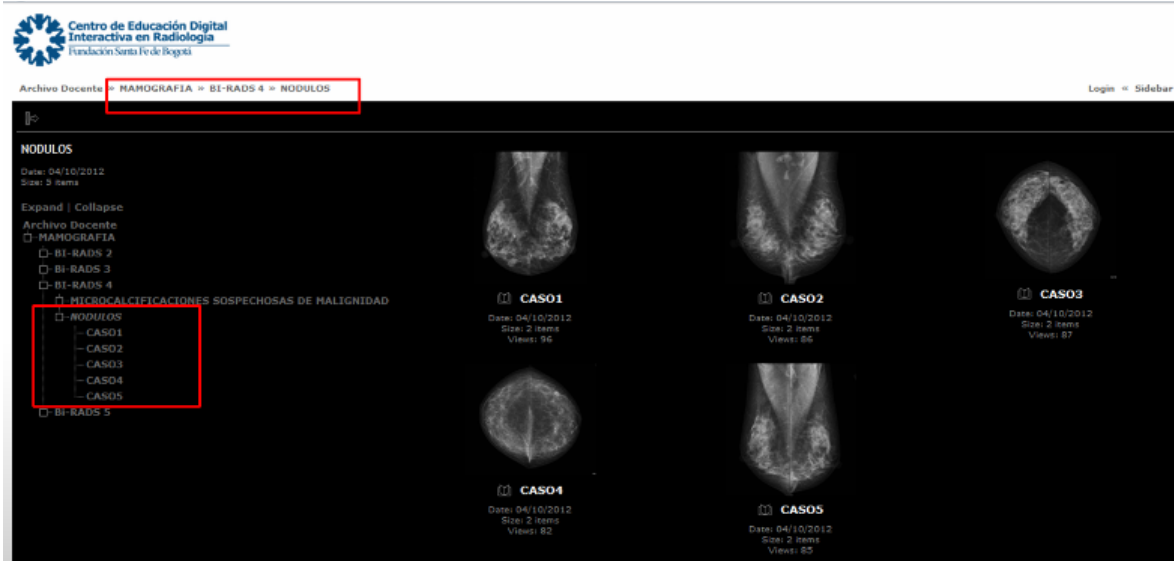 Centro de Educación Digital
Interactiva en Radiología
Fundación Santa Fe de Bogotá
Archivo Docente » MAMOGRAFIA » BI-RADS 4 » NODULOS
Login « Sidebar
NODULOS
Date: 04/10/2012
Size: 5 items
Expand | Collapse
Archivo Docente
MAMOGRAFIA
BI-RADS 2
Bi-RADS 3
BI-RADS 4
MICROCALCIFICACIONES SOSPECHOSAS DE MALIGNIDAD
NODULOS
CASO1
CASO2
CASO3
CASO4
CASO5
Bi-RADS 5
CASO1
Date: 04/10/2012
Size: 2 items
Views: 96
CASO2
Date: 04/10/2012
Size: 2 items
Views: 86
CASO3
Date: 04/10/2012
Size: 2 items
Views: 87
CASO4
Date: 04/10/2012
Size: 2 items
Views: 82
CASO5
Date: 04/10/2012
Size: 2 items
Views: 85